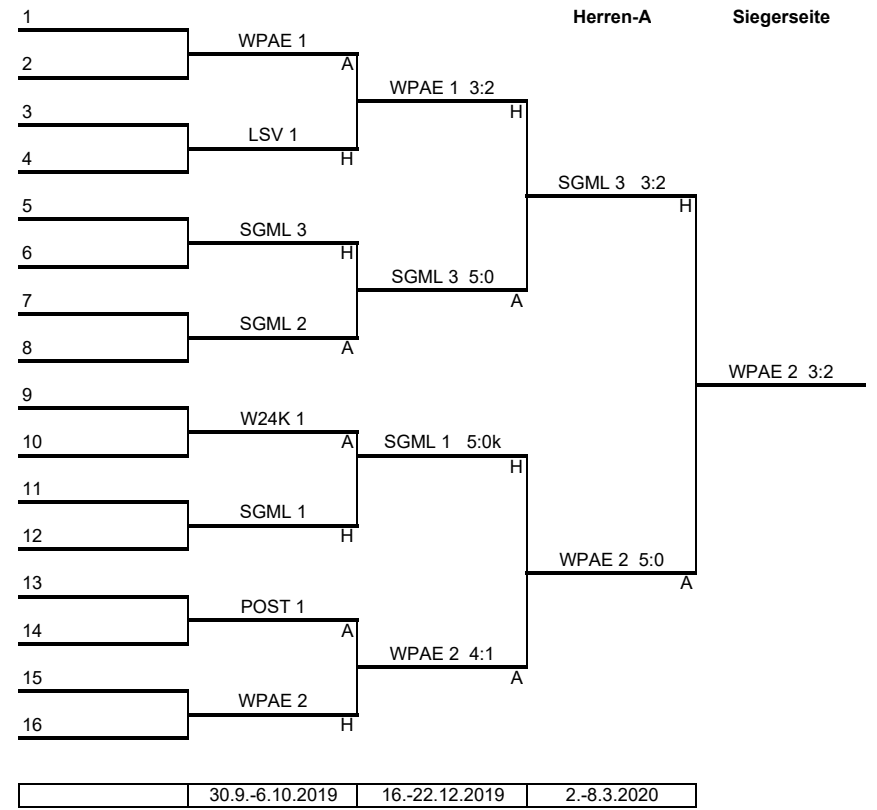 1 Herren-A Siegerseite
WPAE 1
2 A
WPAE 1 3:2
3 H
LSV 1
4 H
SGML 3 3:2
5 H
SGML 3
6 H
SGML 3 5:0
7 A
SGML 2
8 A
WPAE 2 3:2
9
W24K 1
10 A SGML 1 5:0k
H
11
SGML 1
12 H
WPAE 2 5:0
13 A
POST 1
14 A
WPAE 2 4:1
15 A
WPAE 2
16 H
30.9.-6.10.2019 16.-22.12.2019 2.-8.3.2020